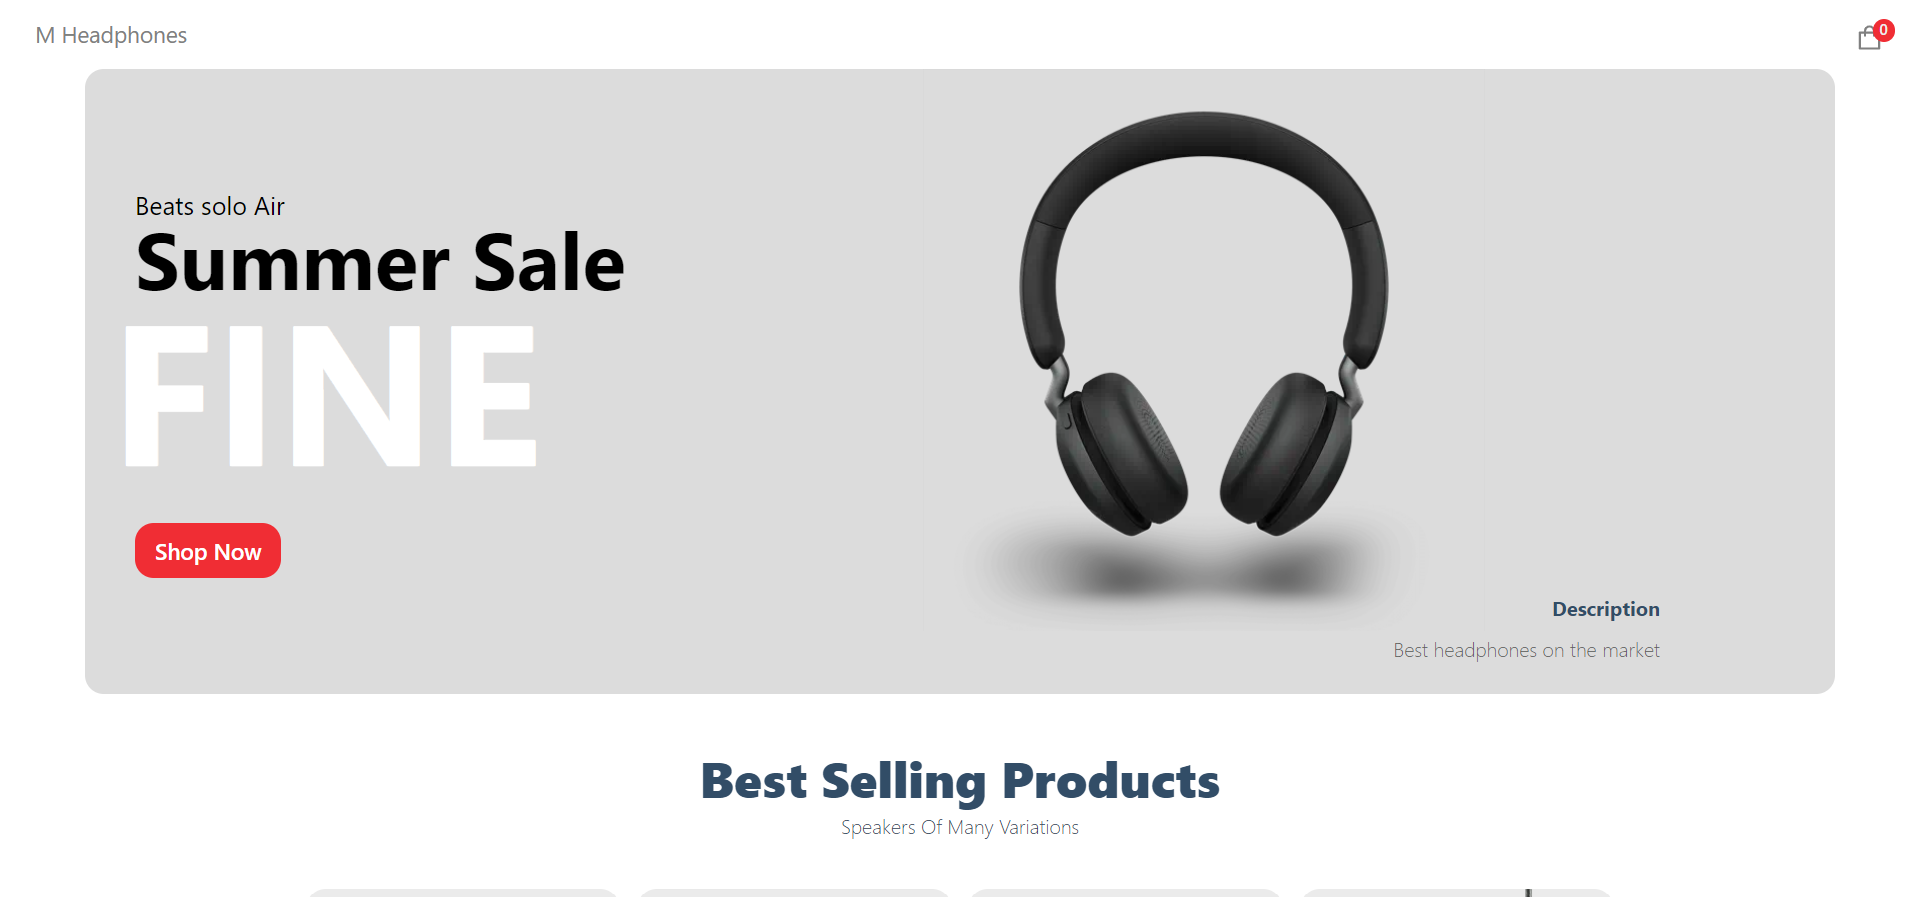 M Headphones
0
Beats solo Air
Summer Sale
FINE
Shop Now
Description
Best headphones on the market
Best Selling Products
Speakers Of Many Variations